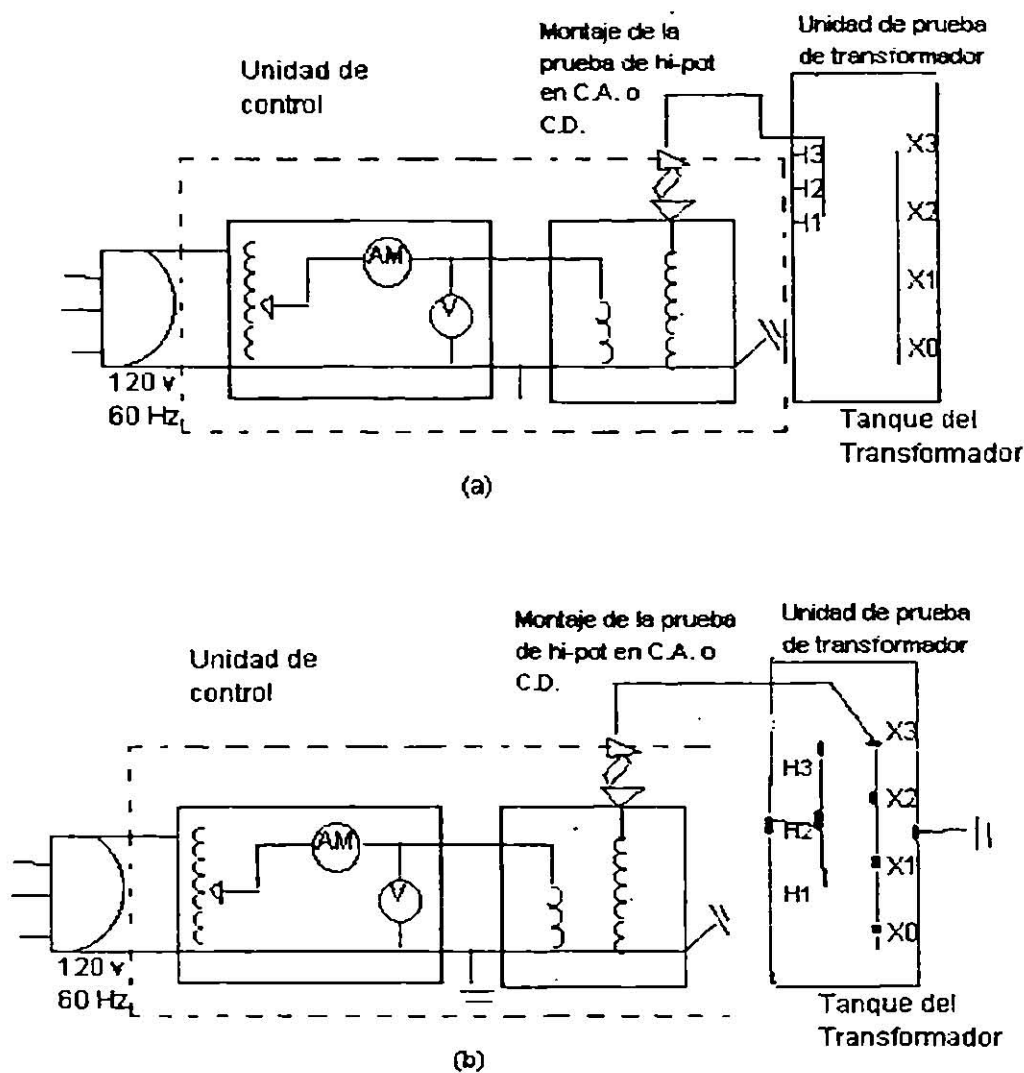 Unidad de
control
Montaje de la
prueba de hi-pot
en C.A. o
C.D.
Unidad de prueba
de transformador
H3
H2
H1
X3
X2
X1
X0
AM
V
120 v
60 Hz
Tanque del
Transformador
(a)
Unidad de
control
Montaje de la prueba
de hi-pot en C.A. o
C.D.
Unidad de prueba
de transformador
H3
H2
H1
X3
X2
X1
X0
AM
V
120 v
60 Hz
Tanque del
Transformador
(b)